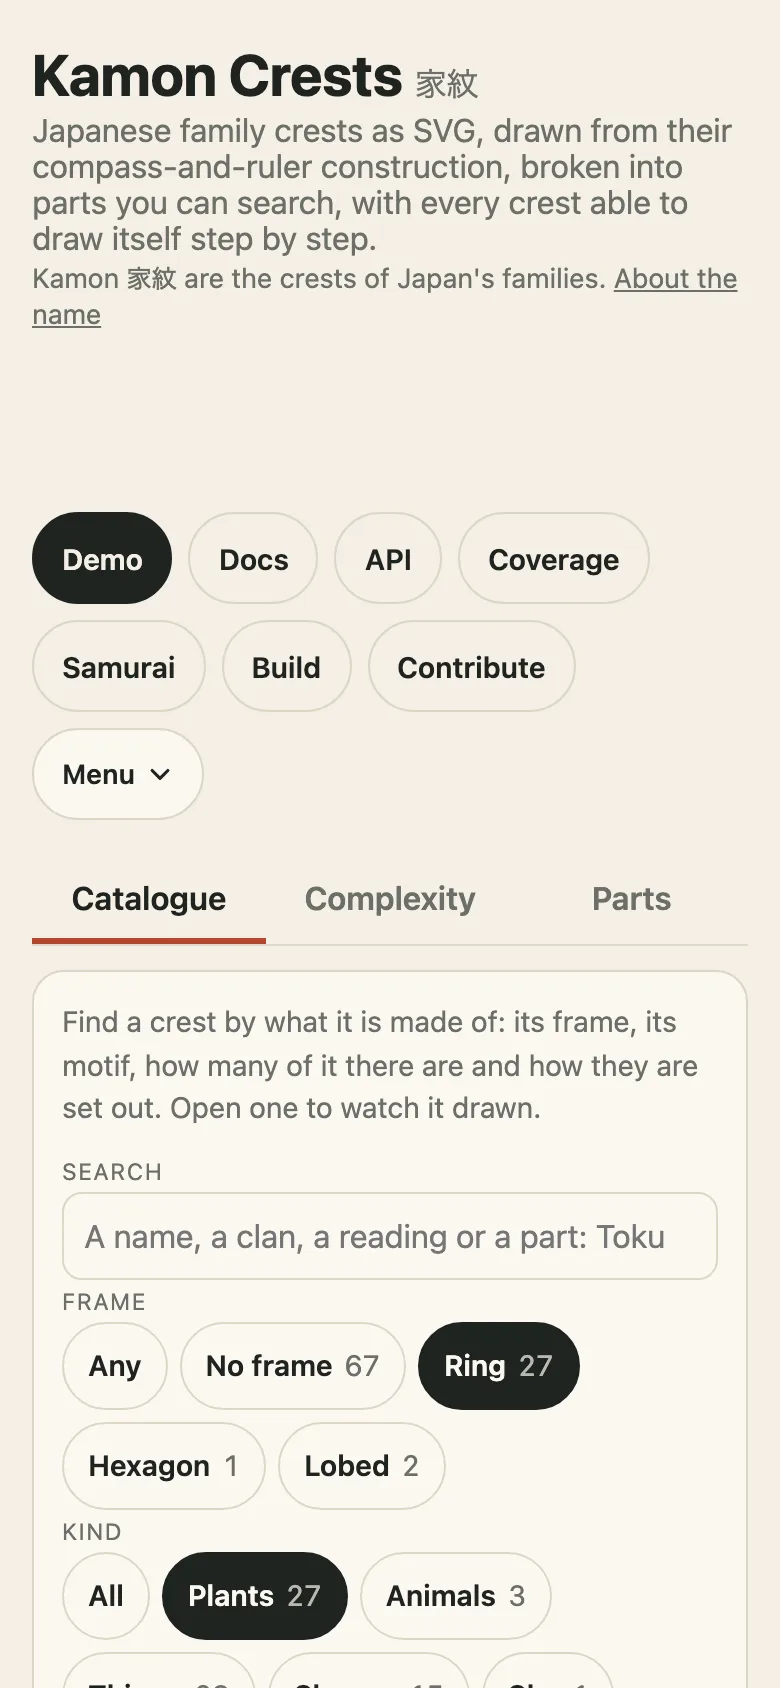 Kamon Crests 家紋
Japanese family crests as SVG, drawn from their
compass-and-ruler construction, broken into
parts you can search, with every crest able to
draw itself step by step.
Kamon 家紋 are the crests of Japan's families. About the
name
Demo Docs API Coverage
Samurai Build Contribute
Menu
Catalogue Complexity Parts
Find a crest by what it is made of: its frame, its
motif, how many of it there are and how they are
set out. Open one to watch it drawn.
SEARCH
A name, a clan, a reading or a part: Toku
FRAME
Any No frame 67 Ring 27
Hexagon 1 Lobed 2
KIND
All Plants 27 Animals 3